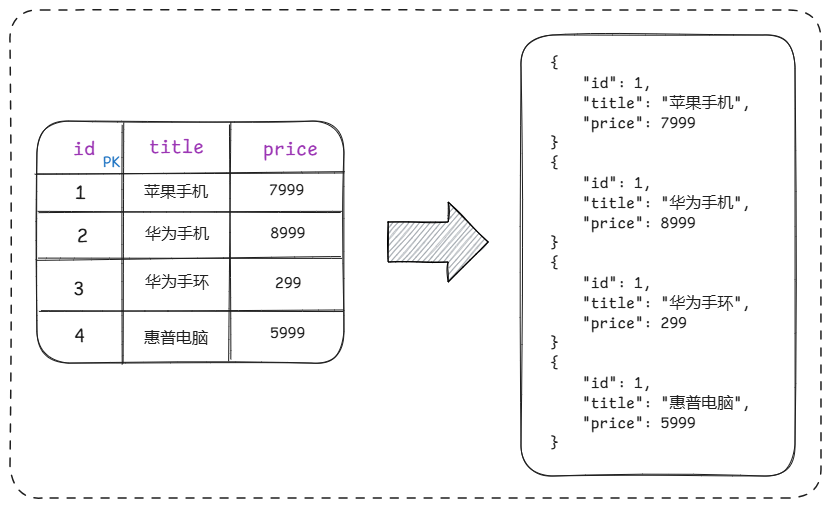 id PK title price
1 苹果手机 7999
2 华为手机 8999
3 华为手环 299
4 惠普电脑 5999
{
"id": 1,
"title": "苹果手机",
"price": 7999
}
{
"id": 1,
"title": "华为手机",
"price": 8999
}
{
"id": 1,
"title": "华为手环",
"price": 299
}
{
"id": 1,
"title": "惠普电脑",
"price": 5999
}